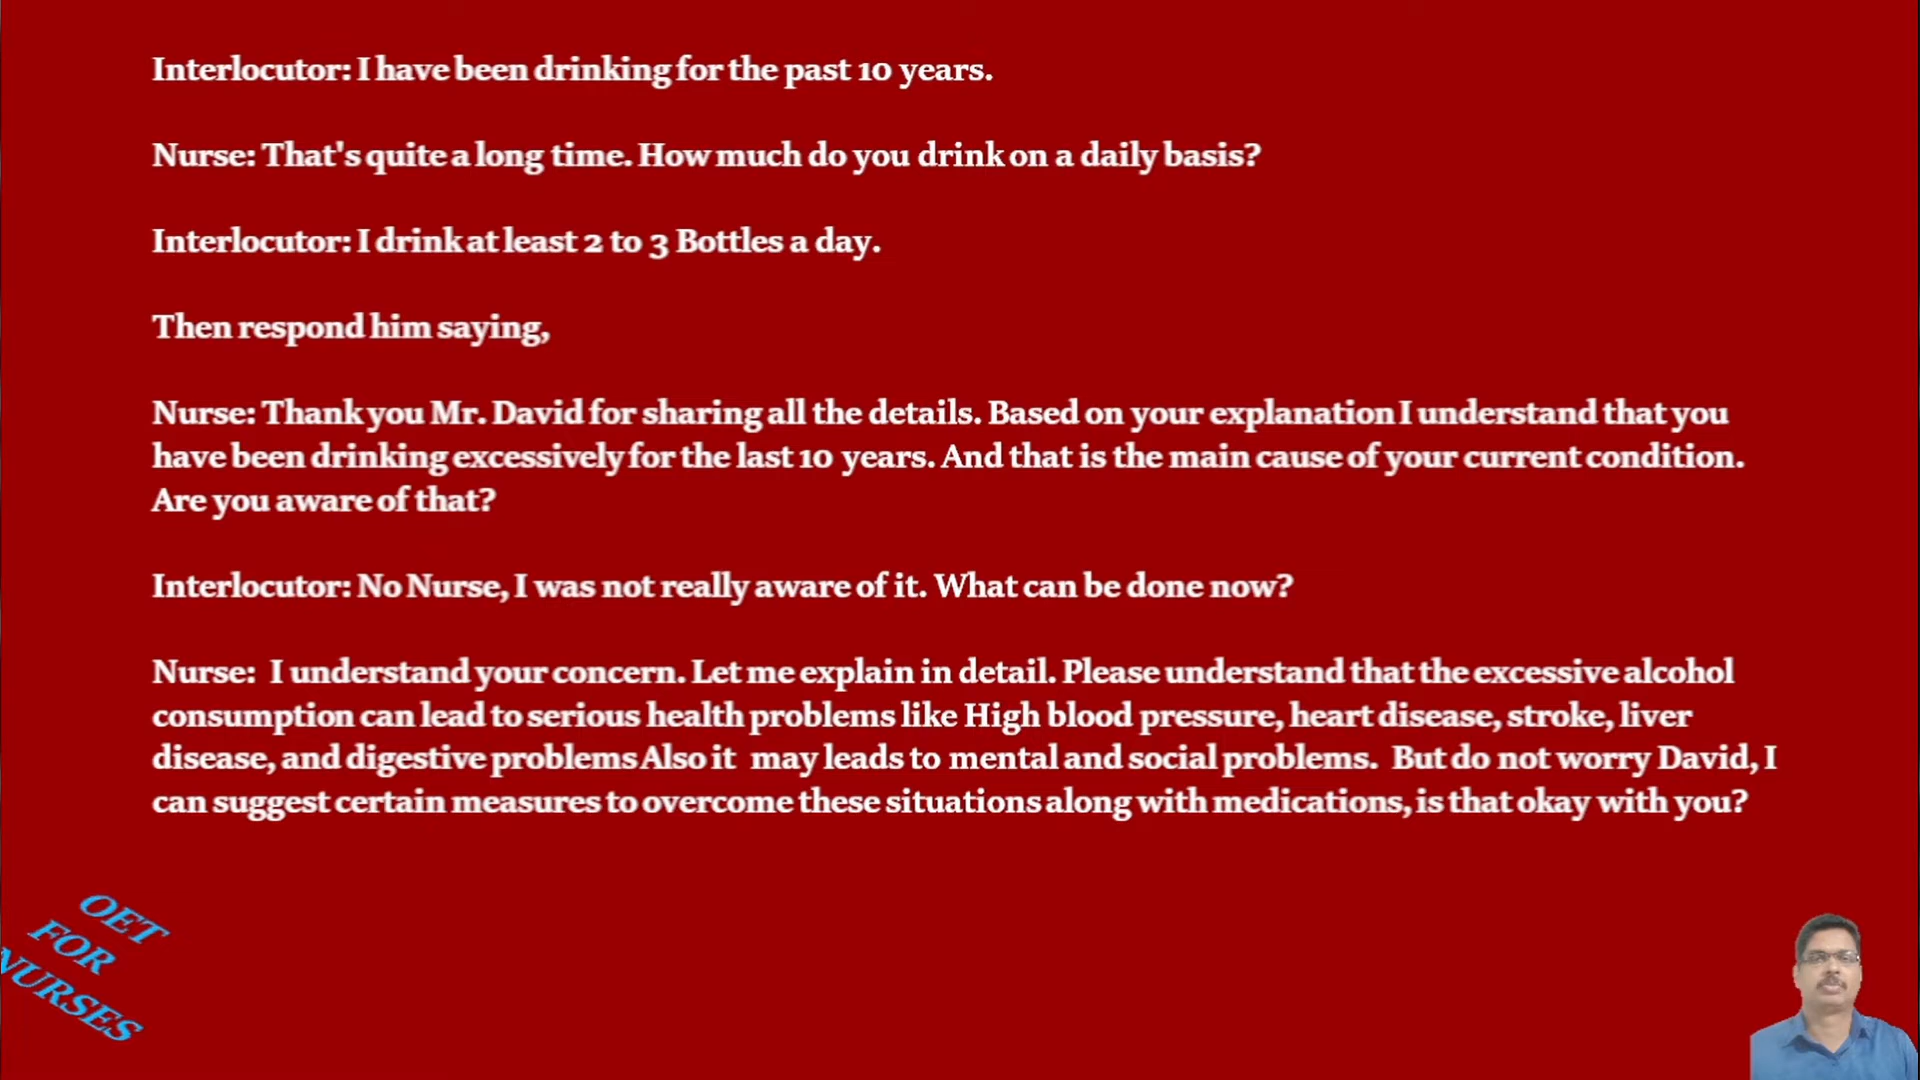 Interlocutor: I have been drinking for the past 10 years.
Nurse: That's quite a long time. How much do you drink on a daily basis?
Interlocutor: I drink at least 2 to 3 Bottles a day.
Then respond him saying,
Nurse: Thank you Mr. David for sharing all the details. Based on your explanation I understand that you
have been drinking excessively for the last 10 years. And that is the main cause of your current condition.
Are you aware of that?
Interlocutor: No Nurse, I was not really aware of it. What can be done now?
Nurse: I understand your concern. Let me explain in detail. Please understand that the excessive alcohol
consumption can lead to serious health problems like High blood pressure, heart disease, stroke, liver
disease, and digestive problems Also it may leads to mental and social problems. But do not worry David, I
can suggest certain measures to overcome these situations along with medications, is that okay with you?
OET
FOR
NURSES